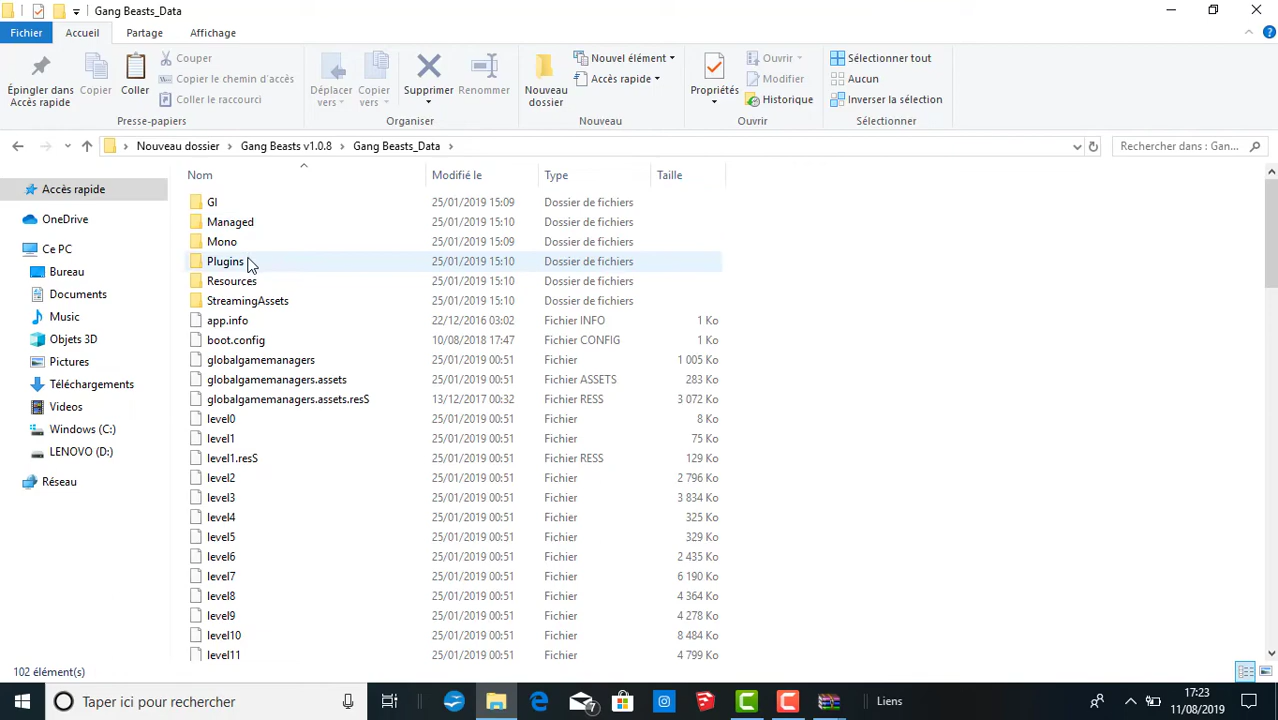 Gang Beasts_Data
Fichier Accueil Partage Affichage
Épingler dans Accès rapide
Copier
Coller
Couper
Copier le chemin d'accès
Coller le raccourci
Presse-papiers
Déplacer vers
Copier vers
Supprimer
Renommer
Organiser
Nouveau dossier
Nouvel élément
Accès rapide
Nouveau
Propriétés
Ouvrir
Modifier
Historique
Ouvrir
Sélectionner tout
Aucun
Inverser la sélection
Sélectionner
Nouveau dossier > Gang Beasts v1.0.8 > Gang Beasts_Data >
Rechercher dans : Gan...
Accès rapide
OneDrive
Ce PC
Bureau
Documents
Music
Objets 3D
Pictures
Téléchargements
Videos
Windows (C:)
LENOVO (D:)
Réseau
Nom Modifié le Type Taille
GI 25/01/2019 15:09 Dossier de fichiers
Managed 25/01/2019 15:10 Dossier de fichiers
Mono 25/01/2019 15:09 Dossier de fichiers
Plugins 25/01/2019 15:10 Dossier de fichiers
Resources 25/01/2019 15:10 Dossier de fichiers
StreamingAssets 25/01/2019 15:10 Dossier de fichiers
app.info 22/12/2016 03:02 Fichier INFO 1 Ko
boot.config 10/08/2018 17:47 Fichier CONFIG 1 Ko
globalgamemanagers 25/01/2019 00:51 Fichier 1 005 Ko
globalgamemanagers.assets 25/01/2019 00:51 Fichier ASSETS 283 Ko
globalgamemanagers.assets.resS 13/12/2017 00:32 Fichier RESS 3 072 Ko
level0 25/01/2019 00:51 Fichier 8 Ko
level1 25/01/2019 00:51 Fichier 75 Ko
level1.resS 25/01/2019 00:51 Fichier RESS 129 Ko
level2 25/01/2019 00:51 Fichier 2 796 Ko
level3 25/01/2019 00:51 Fichier 3 834 Ko
level4 25/01/2019 00:51 Fichier 325 Ko
level5 25/01/2019 00:51 Fichier 329 Ko
level6 25/01/2019 00:51 Fichier 2 435 Ko
level7 25/01/2019 00:51 Fichier 6 190 Ko
level8 25/01/2019 00:51 Fichier 4 364 Ko
level9 25/01/2019 00:51 Fichier 4 278 Ko
level10 25/01/2019 00:51 Fichier 8 484 Ko
level11 25/01/2019 00:51 Fichier 4 799 Ko
102 élément(s)
Taper ici pour rechercher
7
Liens
17:23
11/08/2019